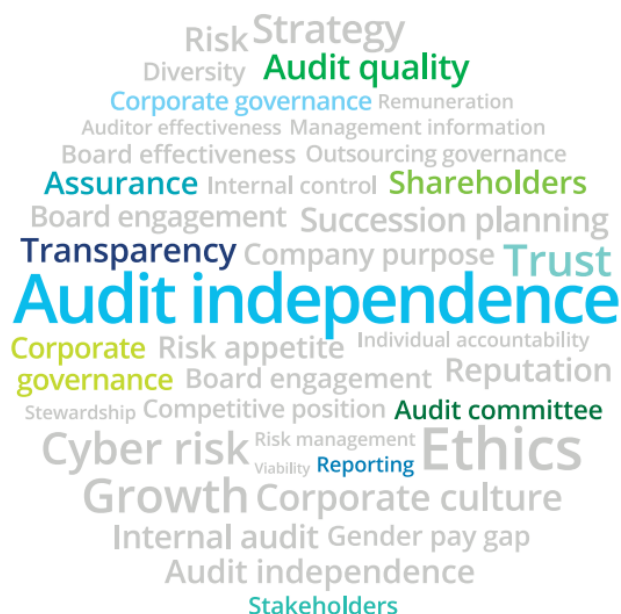 Risk Strategy
Diversity Audit quality
Corporate governance Remuneration
Auditor effectiveness Management information
Board effectiveness Outsourcing governance
Assurance Internal control Shareholders
Board engagement Succession planning
Transparency Company purpose Trust
Audit independence
Corporate governance Risk appetite Individual accountability
Board engagement Reputation
Stewardship Competitive position Audit committee
Cyber risk Risk management Ethics
Viability Reporting
Growth Corporate culture
Internal audit Gender pay gap
Audit independence
Stakeholders